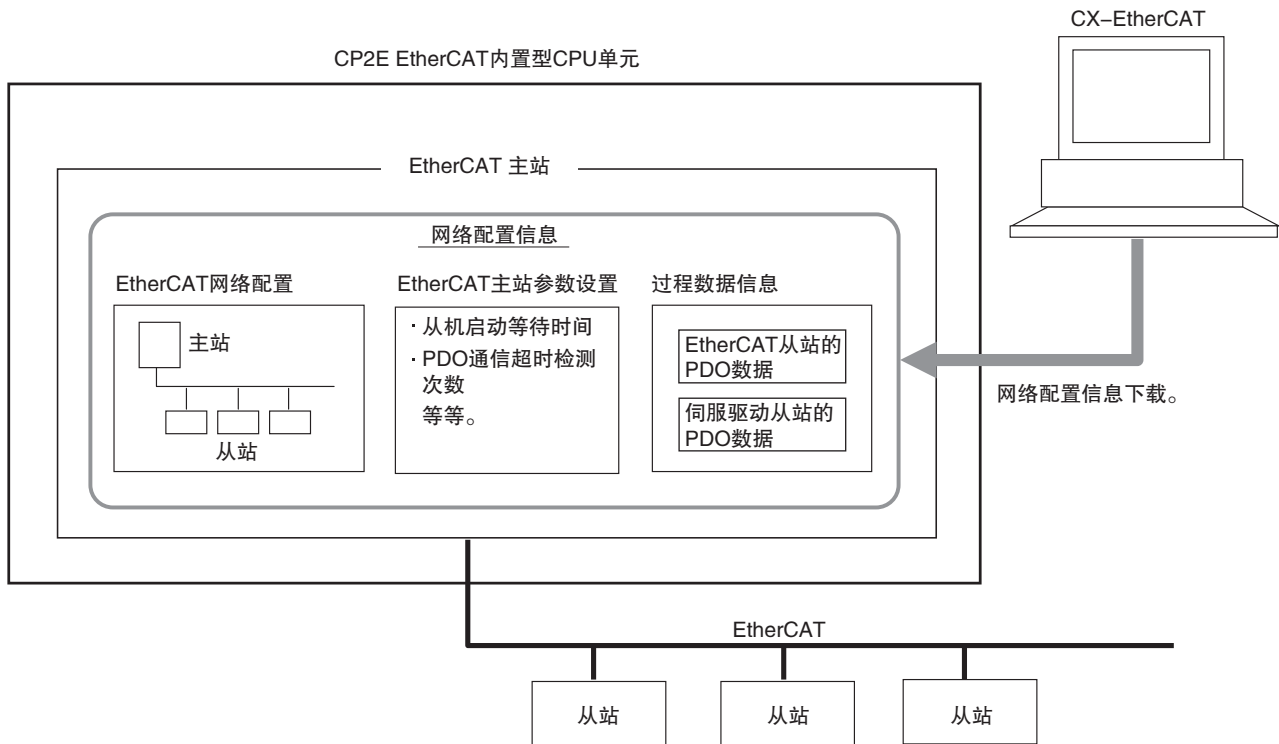 CX-EtherCAT
CP2E EtherCAT内置型CPU单元
EtherCAT 主站
网络配置信息
EtherCAT网络配置
主站
从站
EtherCAT主站参数设置
·从机启动等待时间
·PDO通信超时检测
次数
等等。
过程数据信息
EtherCAT从站的
PDO数据
伺服驱动从站的
PDO数据
网络配置信息下载。
EtherCAT
从站
从站
从站